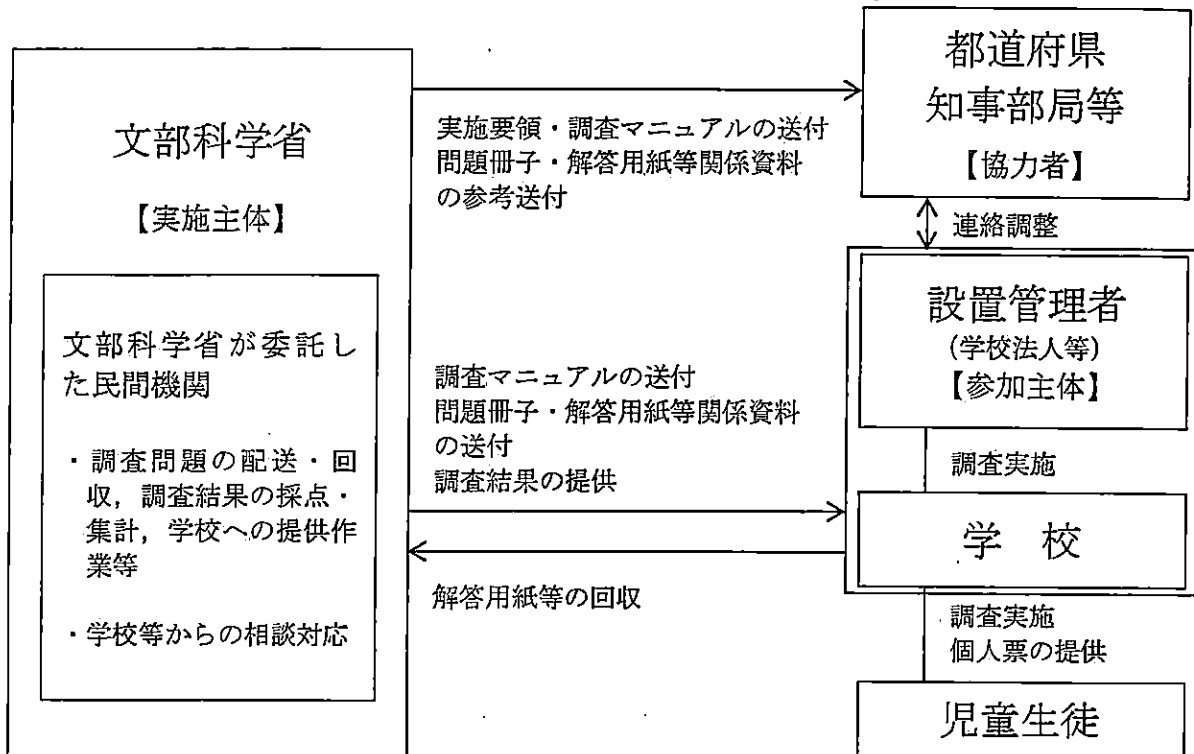 文部科学省
【実施主体】
文部科学省が委託し
た民間機関
・調査問題の配送・回
収，調査結果の採点・
集計，学校への提供作
業等
・学校等からの相談対応
実施要領・調査マニュアルの送付
問題冊子・解答用紙等関係資料
の参考送付
調査マニュアルの送付
問題冊子・解答用紙等関係資料
の送付
調査結果の提供
解答用紙等の回収
都道府県
知事部局等
【協力者】
連絡調整
設置管理者
(学校法人等)
【参加主体】
調査実施
学　校
調査実施
個人票の提供
児童生徒